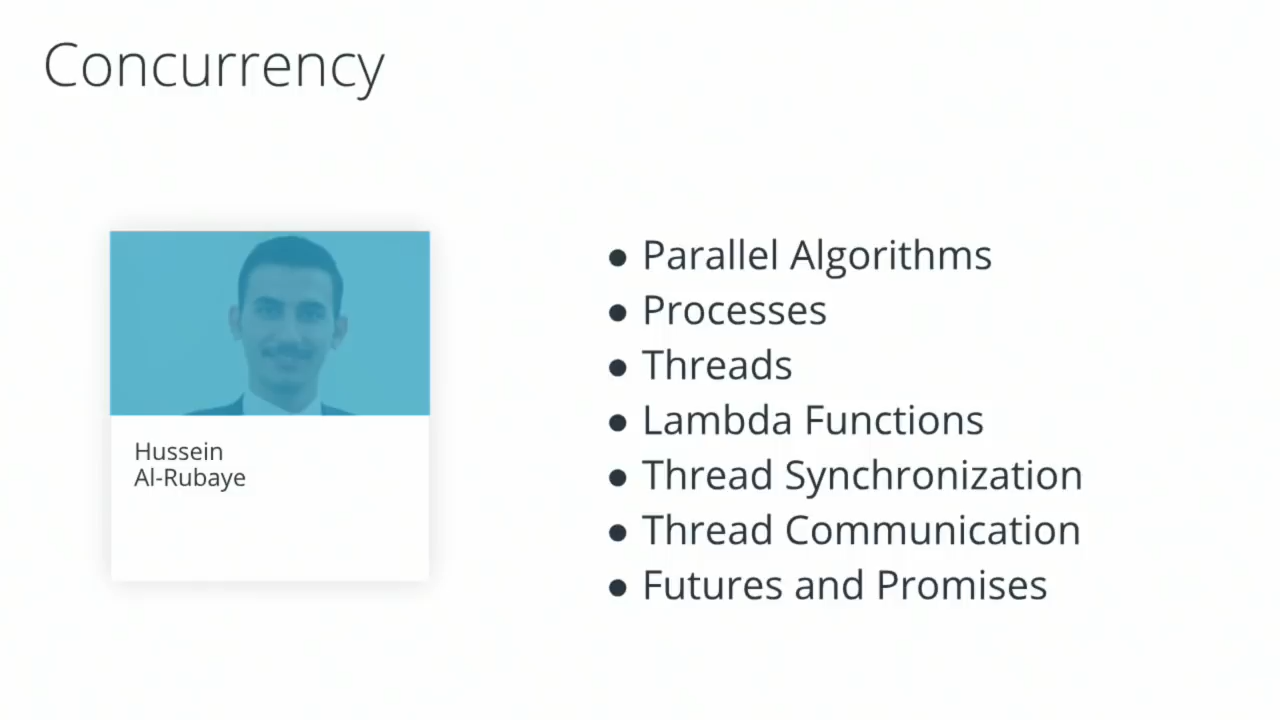 Concurrency
Hussein
Al-Rubaye
● Parallel Algorithms
● Processes
● Threads
● Lambda Functions
● Thread Synchronization
● Thread Communication
● Futures and Promises